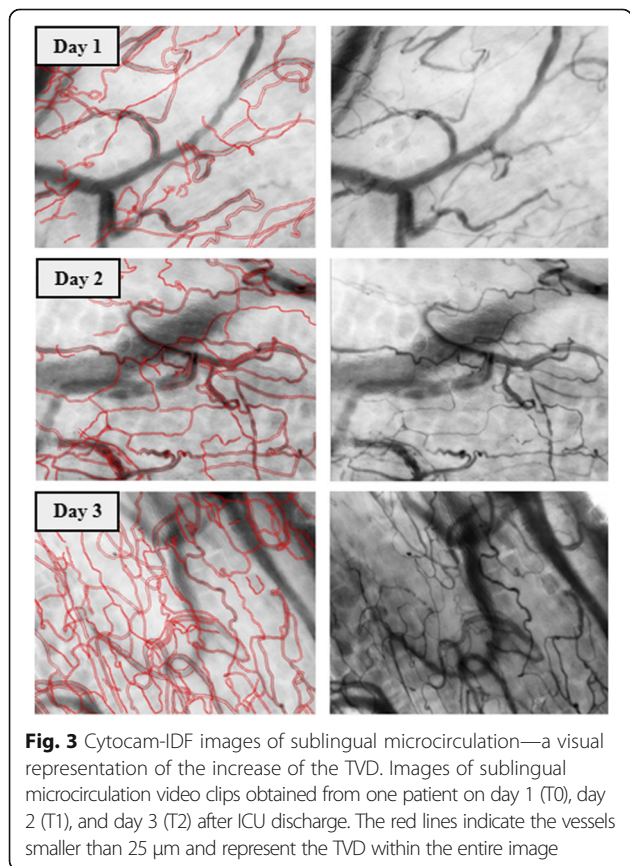 Day 1
Day 2
Day 3
Fig. 3 Cytocam-IDF images of sublingual microcirculation—a visual
representation of the increase of the TVD. Images of sublingual
microcirculation video clips obtained from one patient on day 1 (T0), day
2 (T1), and day 3 (T2) after ICU discharge. The red lines indicate the vessels
smaller than 25 μm and represent the TVD within the entire image